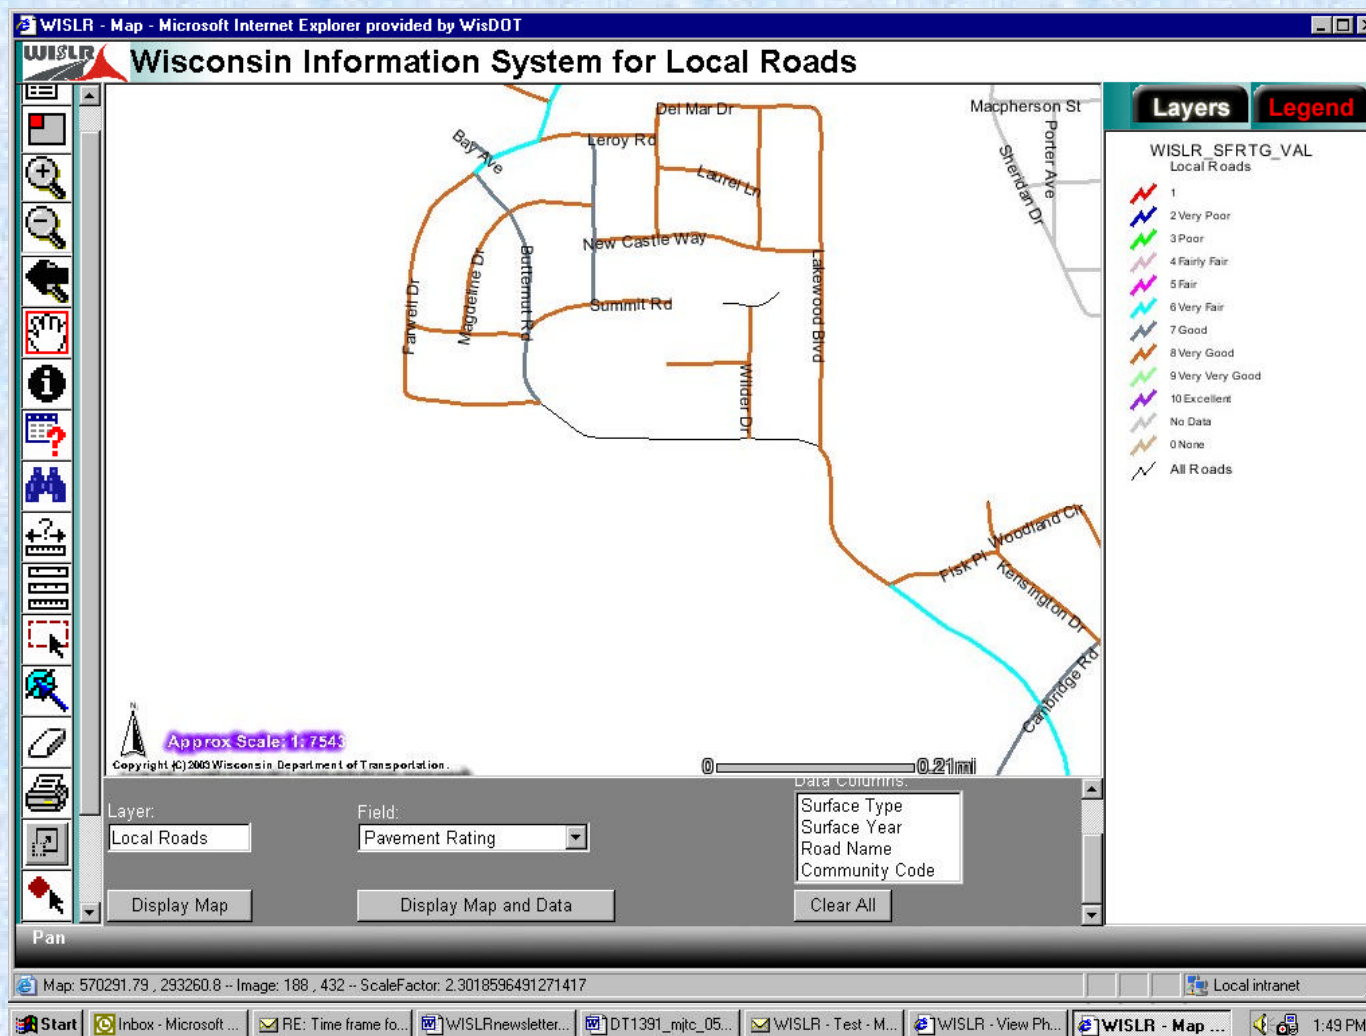 WISLR - Map - Microsoft Internet Explorer provided by WisDOT
WISLR
Wisconsin Information System for Local Roads
Layers
Legend
WISLR_SFRTG_VAL
Local Roads
1
2 Very Poor
3 Poor
4 Fairly Fair
5 Fair
6 Very Fair
7 Good
8 Very Good
9 Very Very Good
10 Excellent
No Data
0 None
All Roads
Del Mar Dr
Macpherson St
Bay Ave
Leroy Rd
Porter Ave
Sheridan Dr
Laurel Ln
New Castle Way
Farwell Dr
Magdeline Dr
Butternut Rd
Lakewood Blvd
Summit Rd
Wilder Dr
Woodland Cir
Fisk Pl
Kensington Dr
Cambridge Rd
N
Approx Scale: 1: 7543
Copyright (C) 2003 Wisconsin Department of Transportation.
0 0.21mi
Layer:
Field:
Data Columns:
Local Roads
Pavement Rating
Surface Type
Surface Year
Road Name
Community Code
Display Map
Display Map and Data
Clear All
Pan
Map: 570291.79 , 293260.8 -- Image: 188 , 432 -- ScaleFactor: 2.3018596491271417
Local intranet
Start
Inbox - Microsoft ...
RE: Time frame fo...
WISLRnewsletter...
DT1391_mjtc_05...
WISLR - Test - M...
WISLR - View Ph...
WISLR - Map ...
1:49 PM